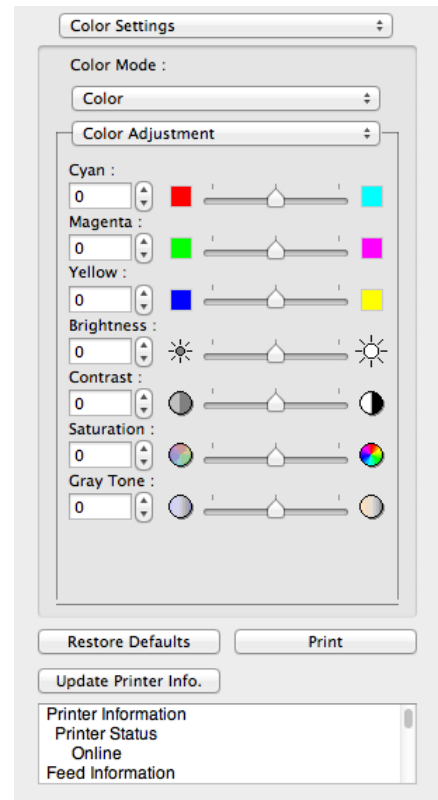 Color Settings
Color Mode :
Color
Color Adjustment
Cyan :
0
Magenta :
0
Yellow :
0
Brightness :
0
Contrast :
0
Saturation :
0
Gray Tone :
0
Restore Defaults Print
Update Printer Info.
Printer Information
Printer Status
Online
Feed Information